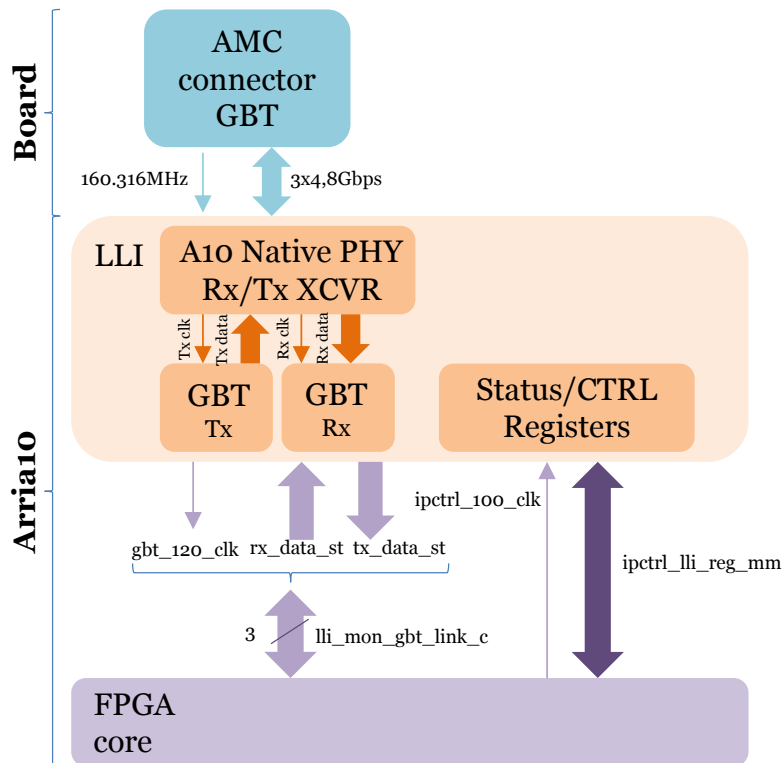 Board
AMC
connector
GBT
160.316MHz
3x4,8Gbps
Arria10
LLI
A10 Native PHY
Rx/Tx XCVR
Tx clk
Tx data
Rx clk
Rx data
GBT
Tx
GBT
Rx
Status/CTRL
Registers
ipctrl_100_clk
gbt_120_clk
rx_data_st
tx_data_st
ipctrl_lli_reg_mm
3
lli_mon_gbt_link_c
FPGA
core